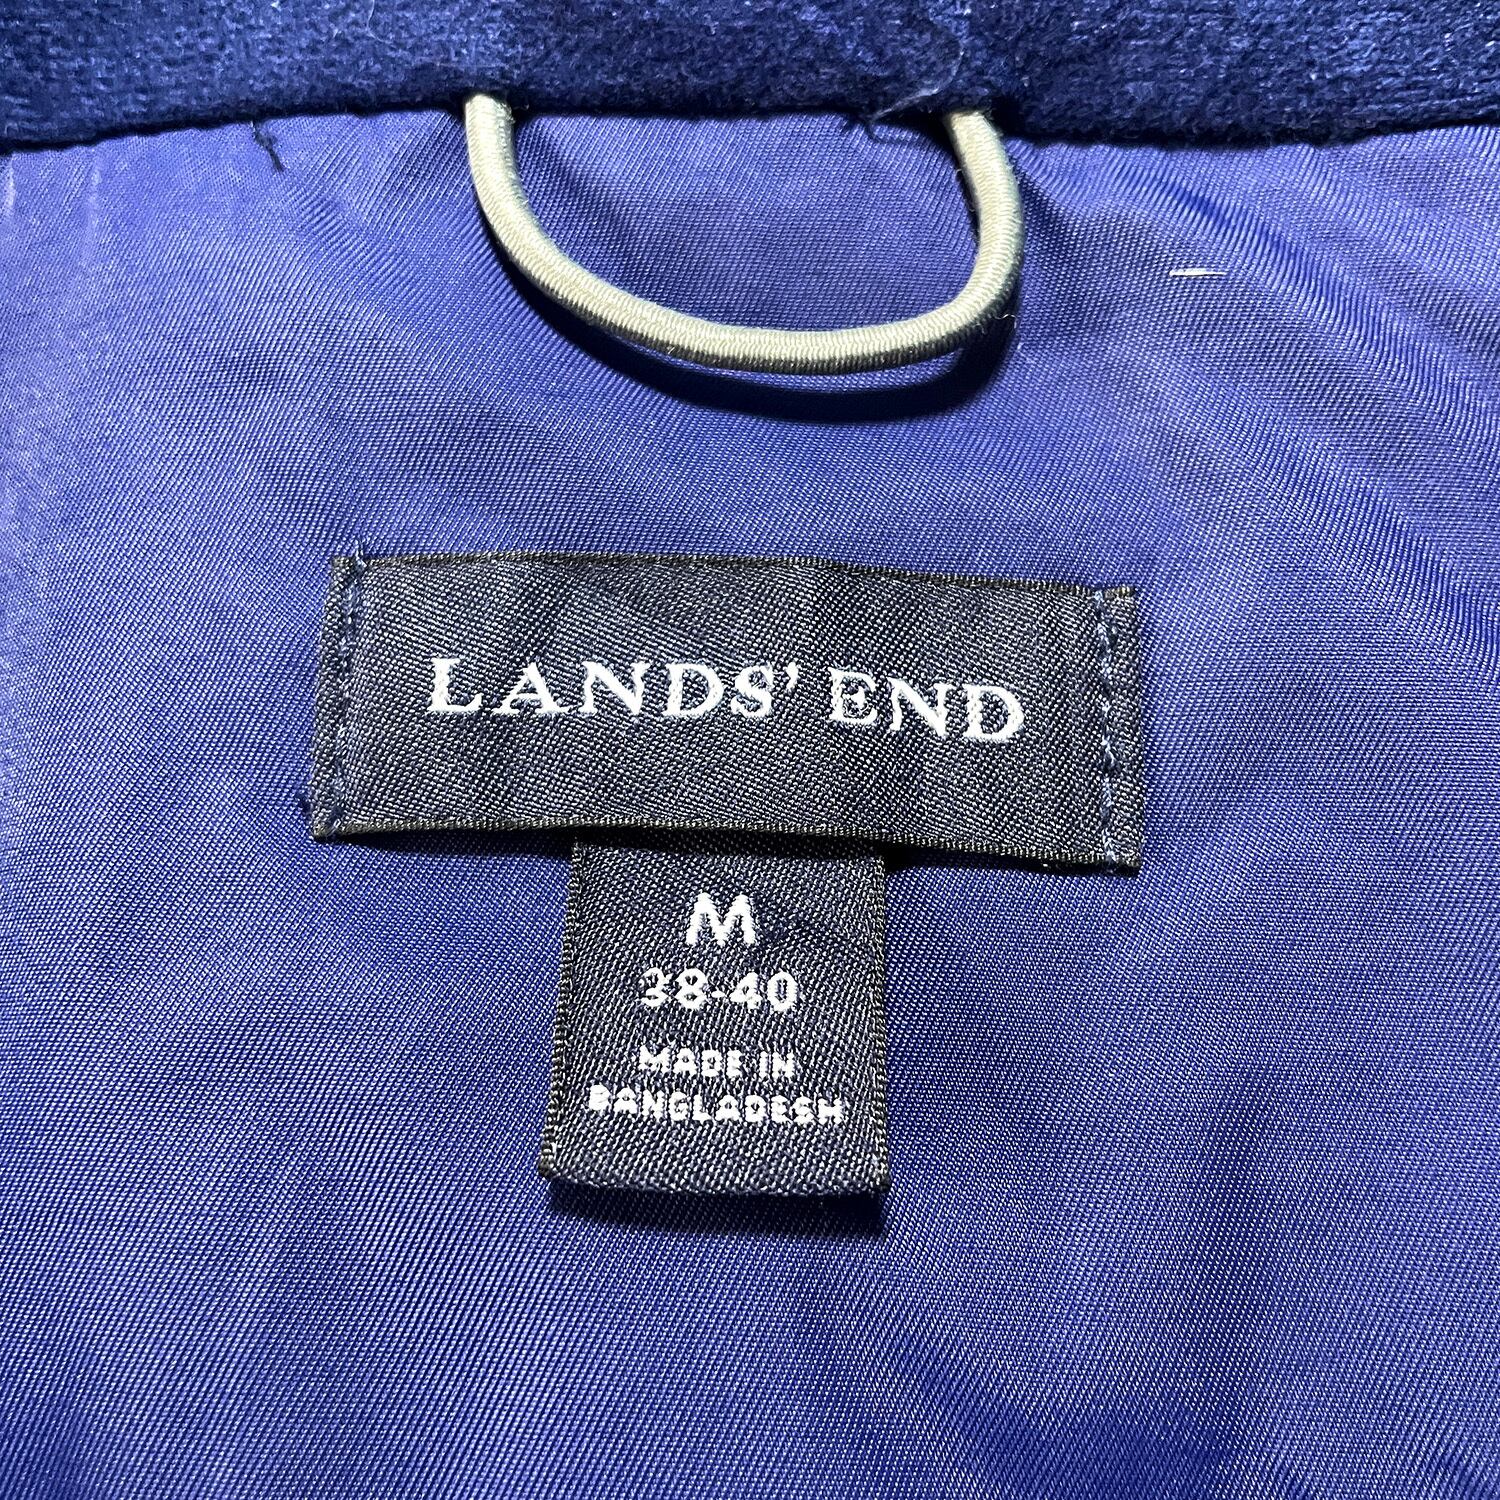 LANDS' END
M
38-40
MADE IN
BANGLADESH